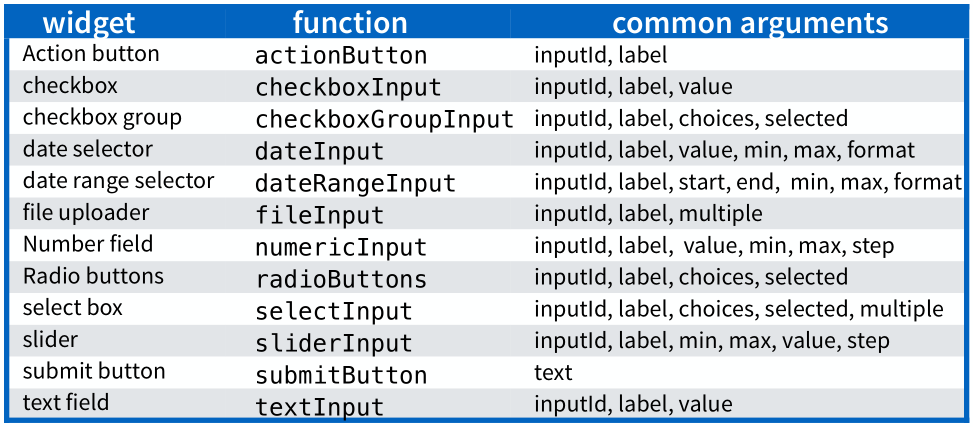 widget function common arguments
Action button actionButton inputId, label
checkbox checkboxInput inputId, label, value
checkbox group checkboxGroupInput inputId, label, choices, selected
date selector dateInput inputId, label, value, min, max, format
date range selector dateRangeInput inputId, label, start, end, min, max, format
file uploader fileInput inputId, label, multiple
Number field numericInput inputId, label, value, min, max, step
Radio buttons radioButtons inputId, label, choices, selected
select box selectInput inputId, label, choices, selected, multiple
slider sliderInput inputId, label, min, max, value, step
submit button submitButton text
text field textInput inputId, label, value